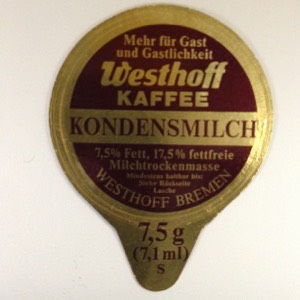 Mehr für Gast
und Gastlichkeit
Westhoff
KAFFEE
KONDENSMILCH
7,5% Fett, 17,5% fettfreie
Milchtrockenmasse
Mindestens haltbar bis:
Siehe Rückseite
Lasche
WESTHOFF BREMEN
7,5 g
(7,1 ml)
S